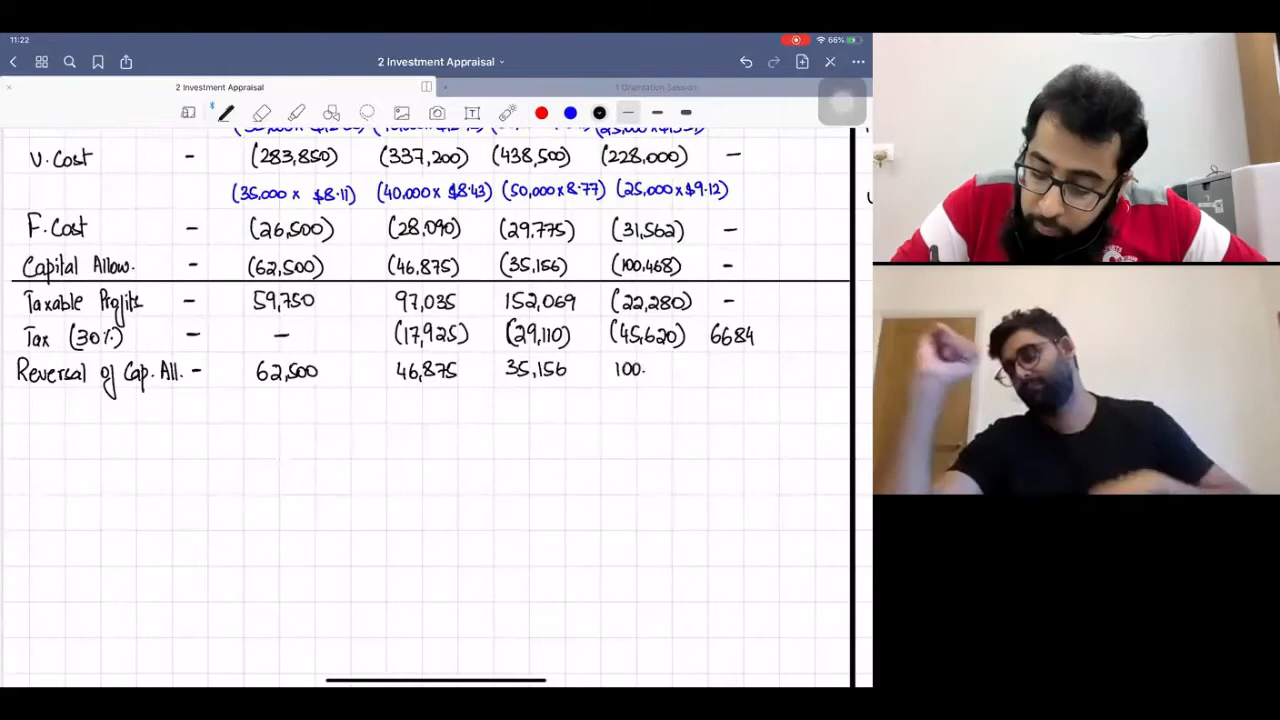 11:22
66%
2 Investment Appraisal
2 Investment Appraisal
1 Orientation Session
V. Cost - (283,850) (337,200) (438,500) (228,000) -
(35,000 x $8.11) (40,000 x $8.43) (50,000 x 8.77) (25,000 x $9.12)
F. Cost - (26,500) (28,090) (29,775) (31,562) -
Capital Allow. - (62,500) (46,875) (35,156) (100,468) -
Taxable Profits - 59,750 97,035 152,069 (22,280) -
Tax (30%) - - (17,925) (29,110) (45,620) 6684
Reversal of Cap. All. - 62,500 46,875 35,156 100.